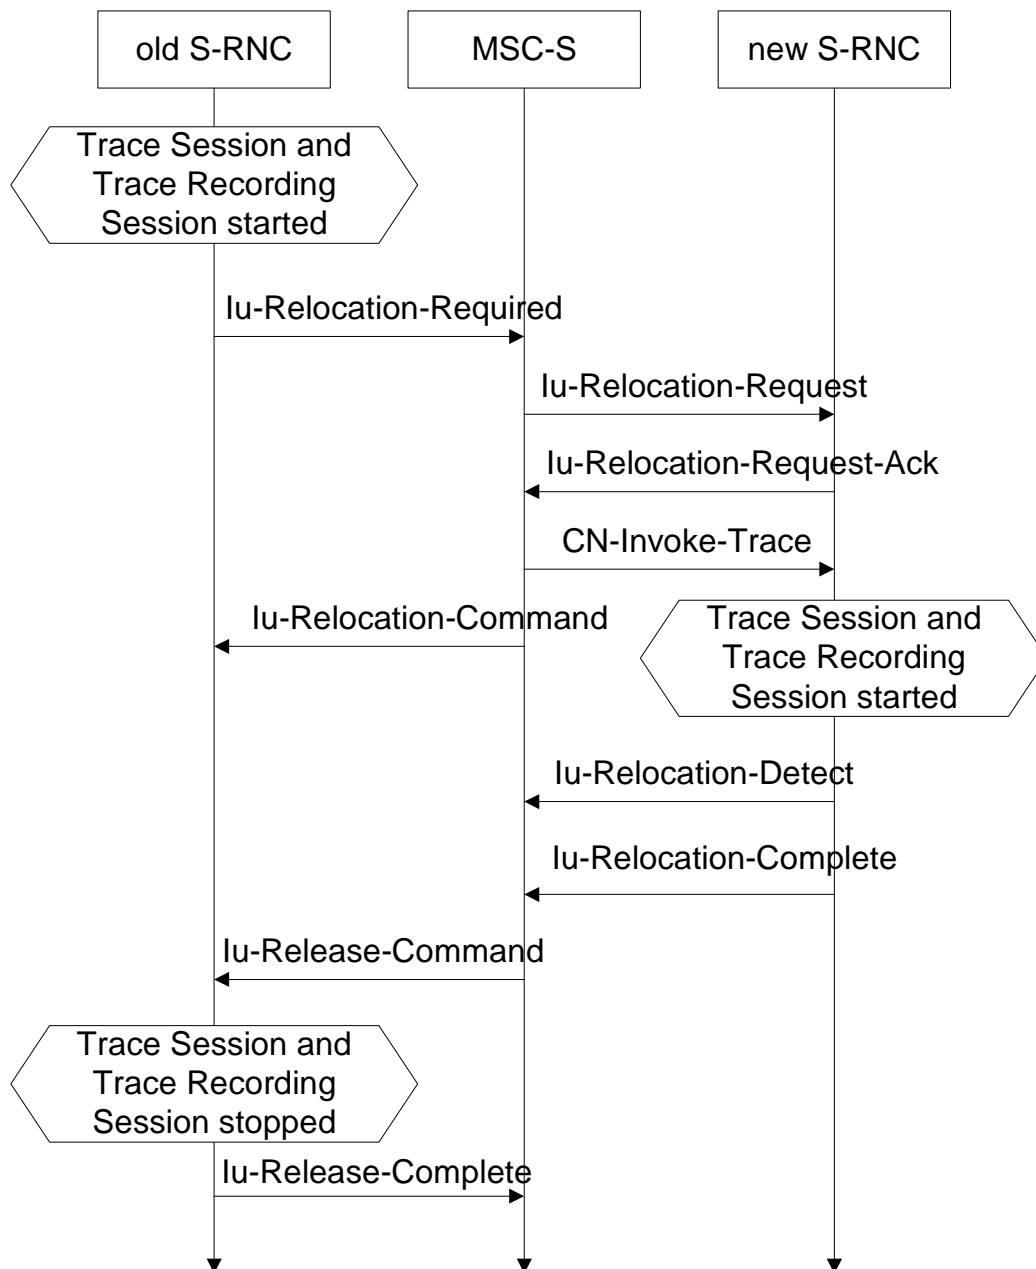 old S-RNC
MSC-S
new S-RNC
Trace Session and
Trace Recording
Session started
Iu-Relocation-Required
Iu-Relocation-Request
Iu-Relocation-Request-Ack
CN-Invoke-Trace
Iu-Relocation-Command
Trace Session and
Trace Recording
Session started
Iu-Relocation-Detect
Iu-Relocation-Complete
Iu-Release-Command
Trace Session and
Trace Recording
Session stopped
Iu-Release-Complete